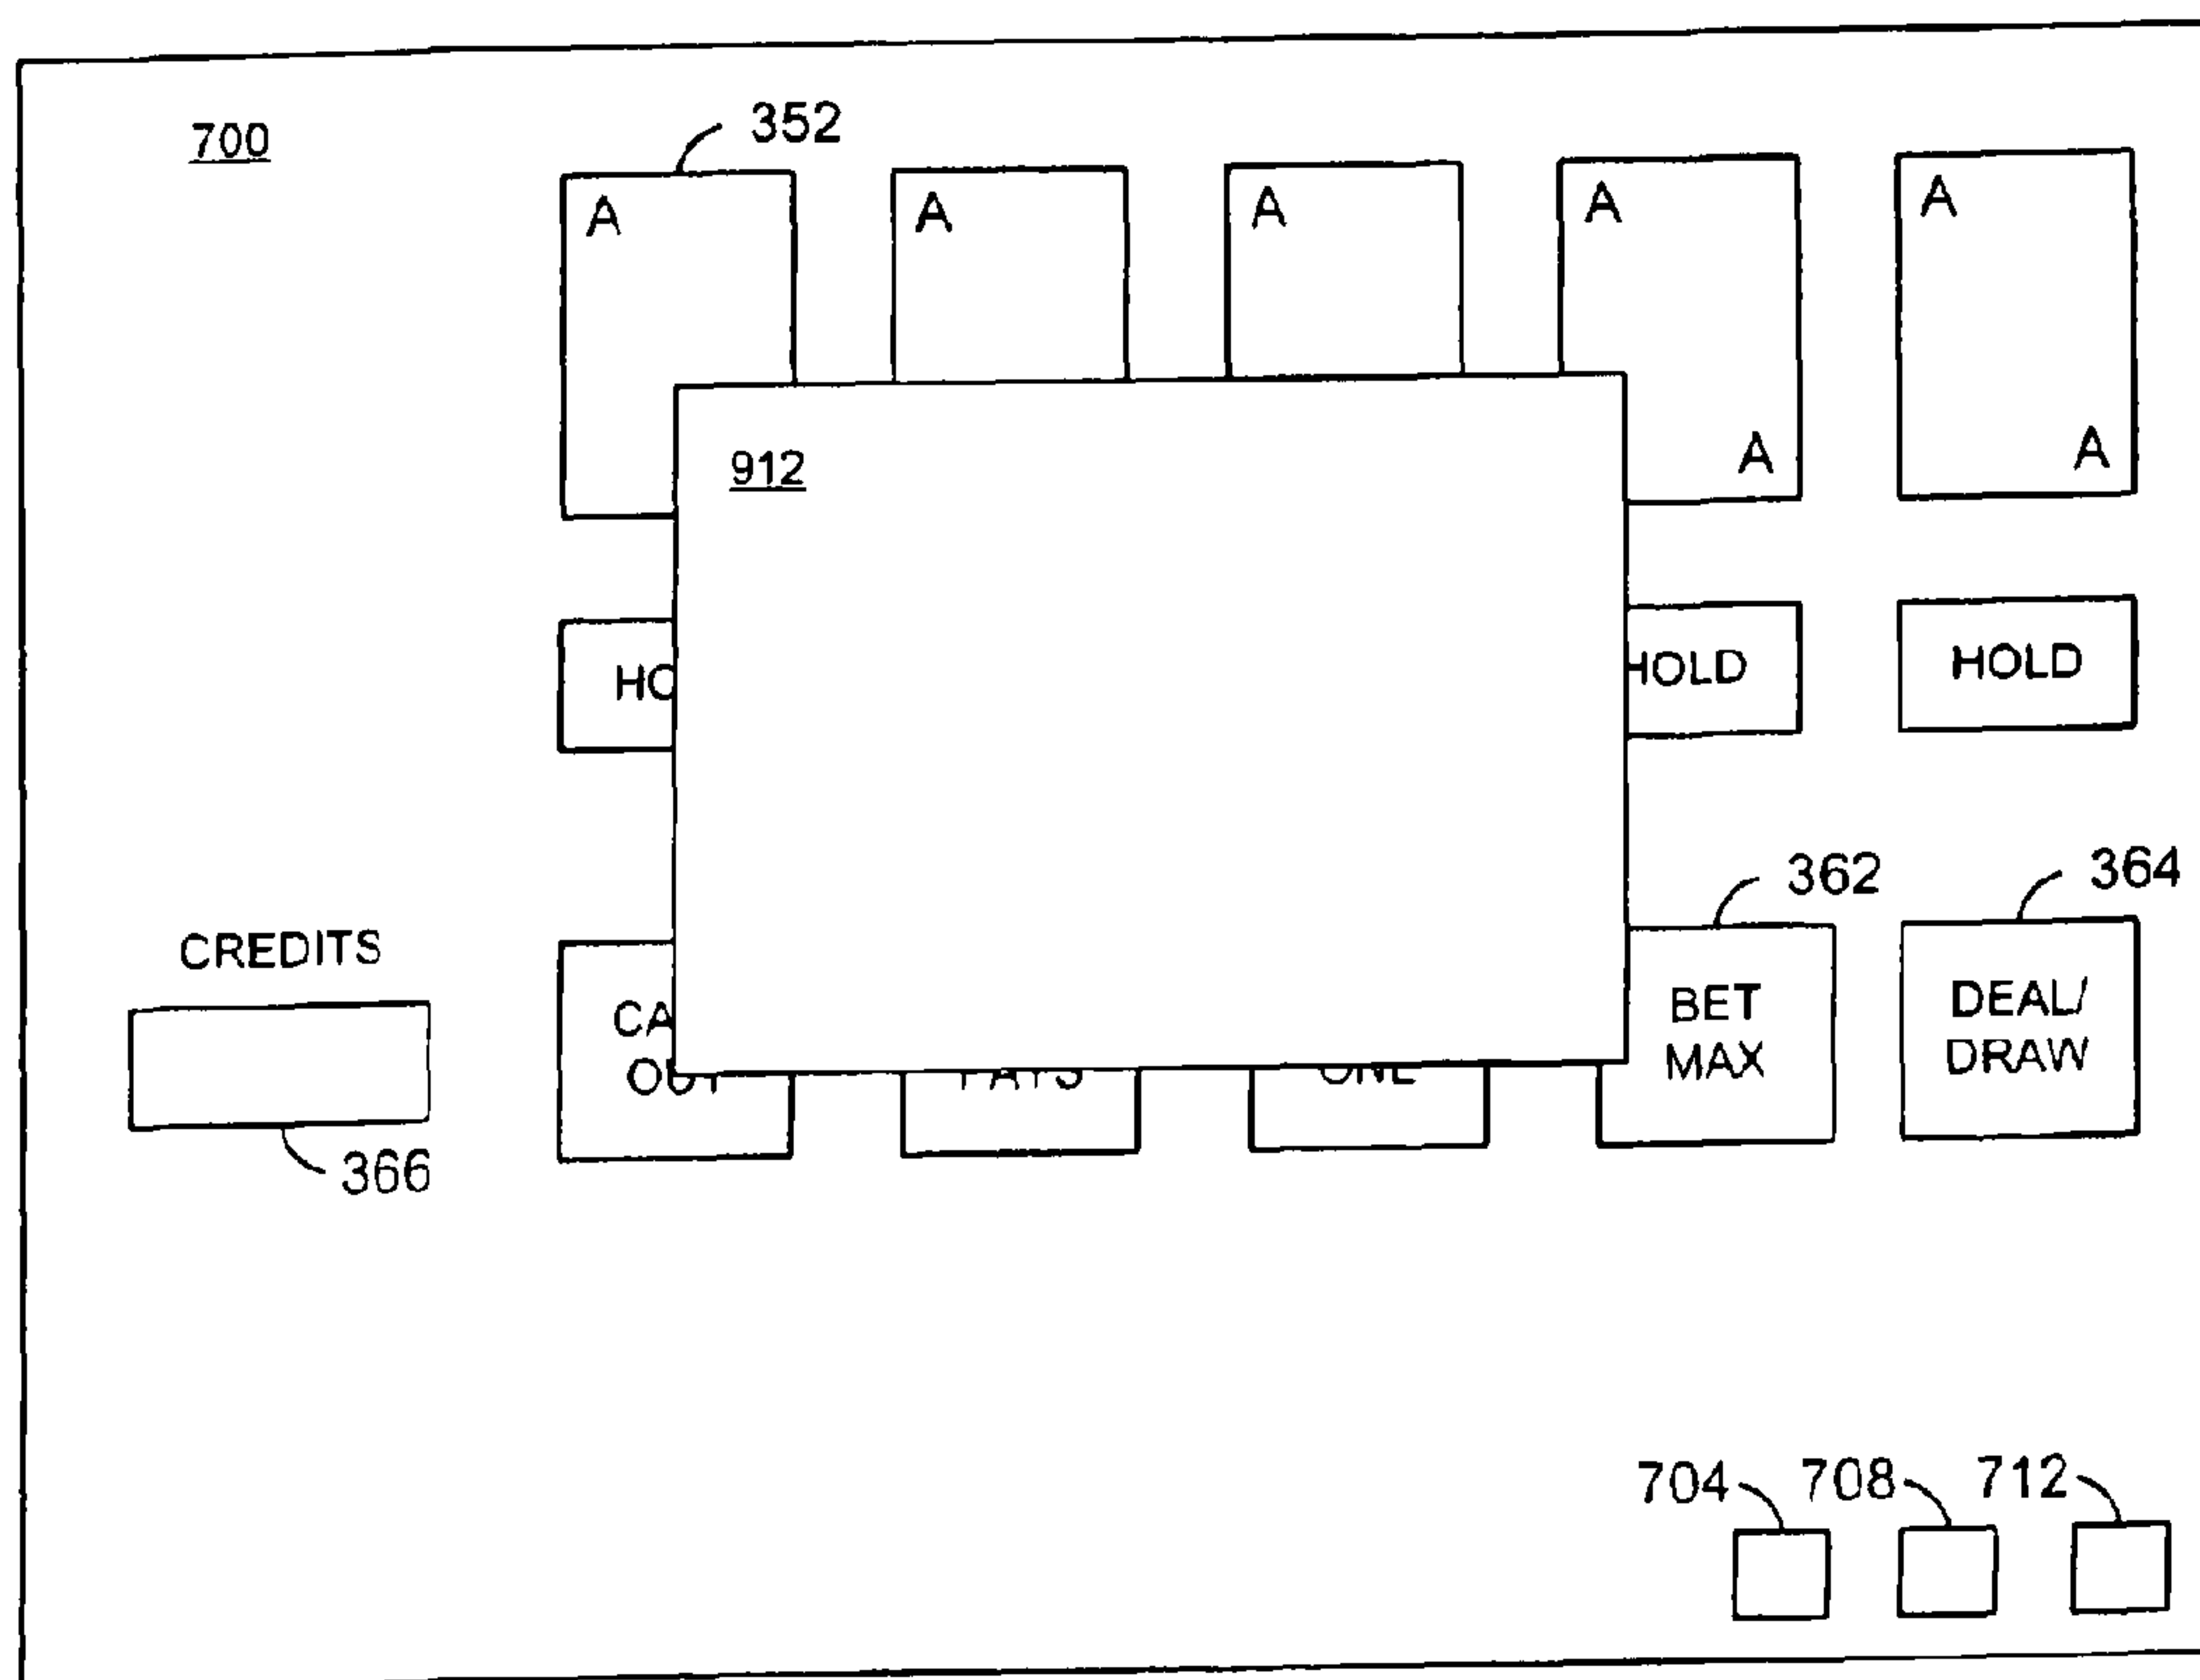 700
352
A A A A A
912
A A
HOLD HOLD
362 364
CREDITS
BET MAX
DEAL/ DRAW
366
704 708 712